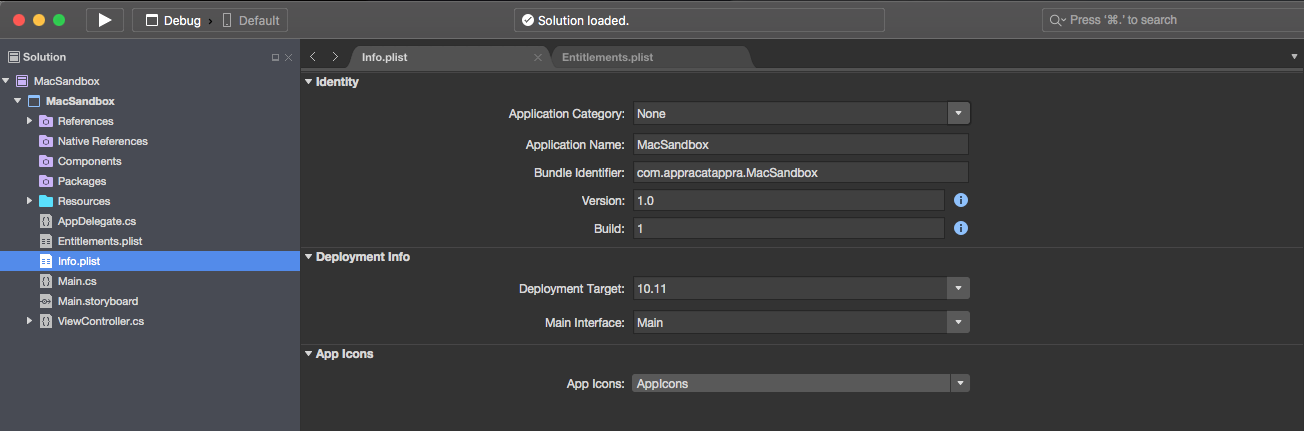 Debug › Default
Solution loaded.
Press '⌘.' to search
Solution
Info.plist
Entitlements.plist
MacSandbox
MacSandbox
References
Native References
Components
Packages
Resources
AppDelegate.cs
Entitlements.plist
Info.plist
Main.cs
Main.storyboard
ViewController.cs
Identity
Application Category: None
Application Name: MacSandbox
Bundle Identifier: com.appracatappra.MacSandbox
Version: 1.0
Build: 1
Deployment Info
Deployment Target: 10.11
Main Interface: Main
App Icons
App Icons: AppIcons